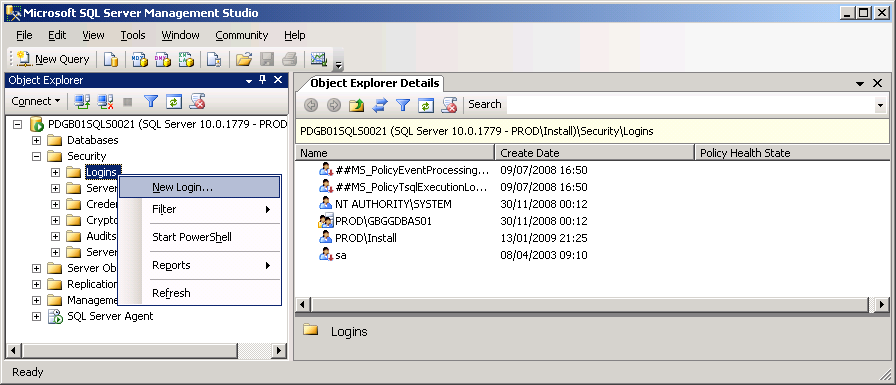 Microsoft SQL Server Management Studio
File Edit View Tools Window Community Help
New Query
Object Explorer
Connect
PDGB01SQLS0021 (SQL Server 10.0.1779 - PROD
Databases
Security
Logins
Server
Creder
Crypto
Audits
Server
Server Ob
Replication
Manageme
SQL Server Agent
New Login...
Filter
Start PowerShell
Reports
Refresh
Object Explorer Details
Search
PDGB01SQLS0021 (SQL Server 10.0.1779 - PROD\Install)\Security\Logins
Name Create Date Policy Health State
##MS_PolicyEventProcessing... 09/07/2008 16:50
##MS_PolicyTsqlExecutionLo... 09/07/2008 16:50
NT AUTHORITY\SYSTEM 30/11/2008 00:12
PROD\GBGGDBAS01 30/11/2008 00:12
PROD\Install 13/01/2009 21:25
sa 08/04/2003 09:10
Logins
Ready